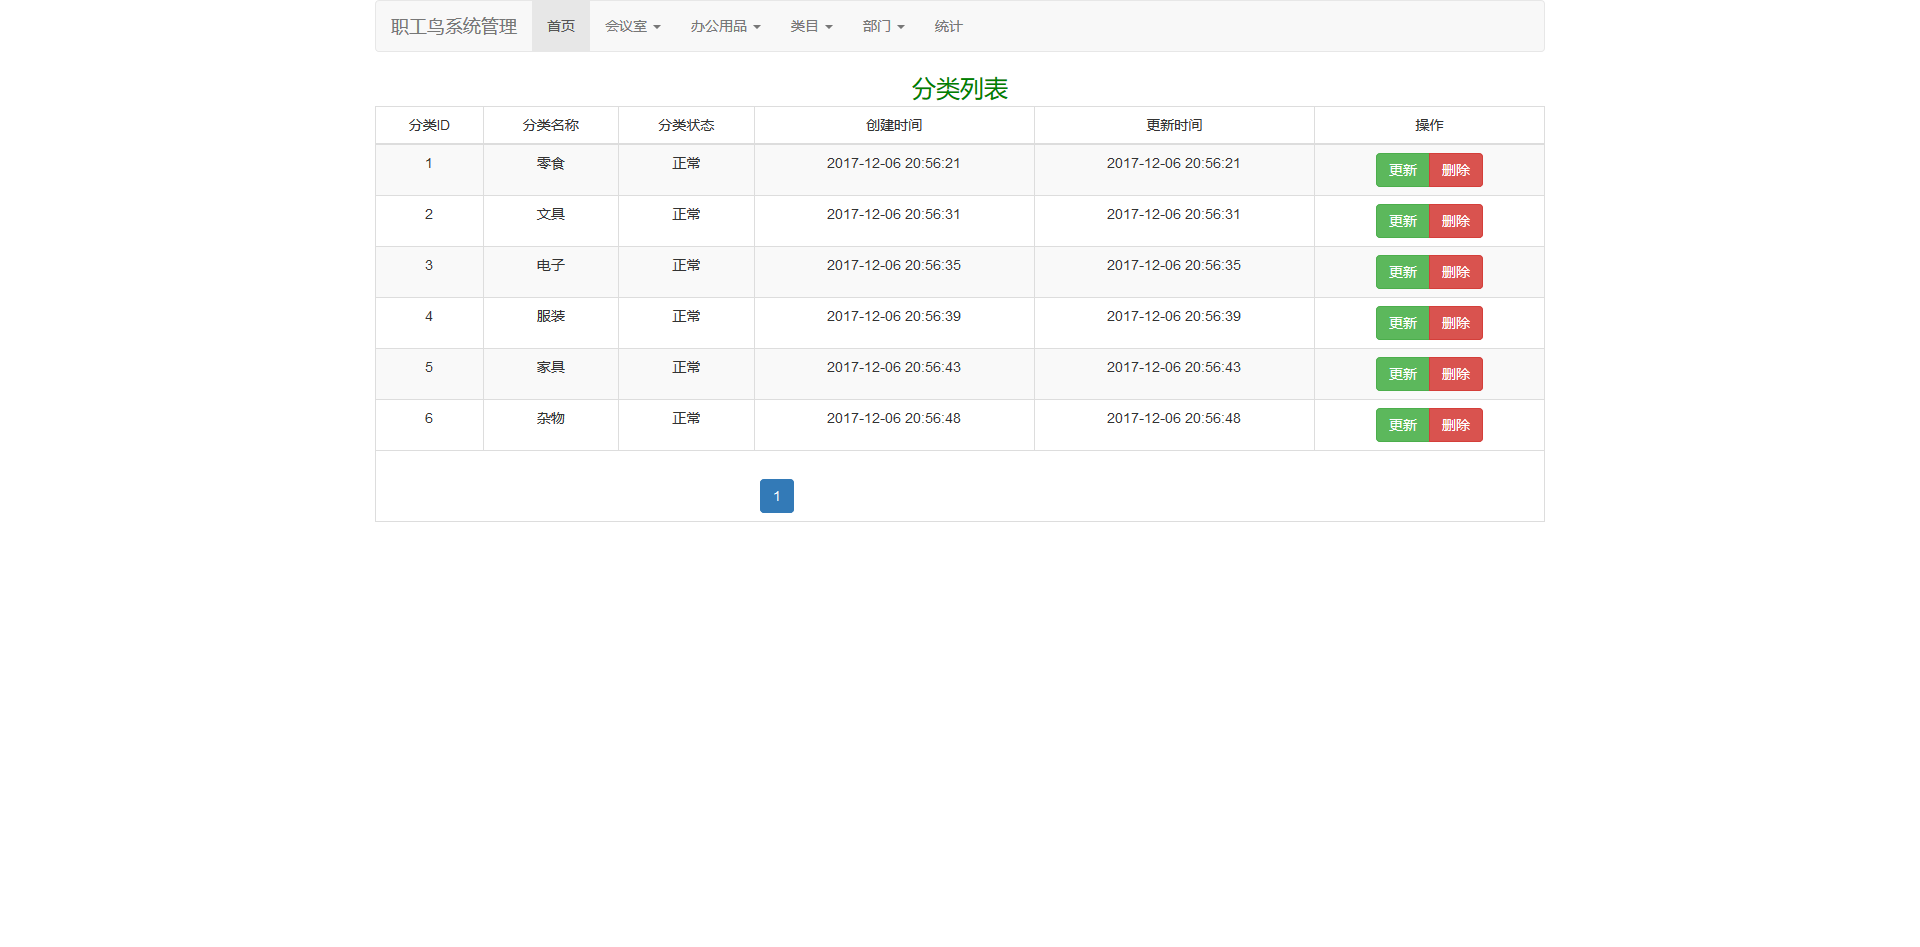 职工鸟系统管理 首页 会议室 办公用品 类目 部门 统计
分类列表
分类ID 分类名称 分类状态 创建时间 更新时间 操作
1 零食 正常 2017-12-06 20:56:21 2017-12-06 20:56:21 更新 删除
2 文具 正常 2017-12-06 20:56:31 2017-12-06 20:56:31 更新 删除
3 电子 正常 2017-12-06 20:56:35 2017-12-06 20:56:35 更新 删除
4 服装 正常 2017-12-06 20:56:39 2017-12-06 20:56:39 更新 删除
5 家具 正常 2017-12-06 20:56:43 2017-12-06 20:56:43 更新 删除
6 杂物 正常 2017-12-06 20:56:48 2017-12-06 20:56:48 更新 删除
1